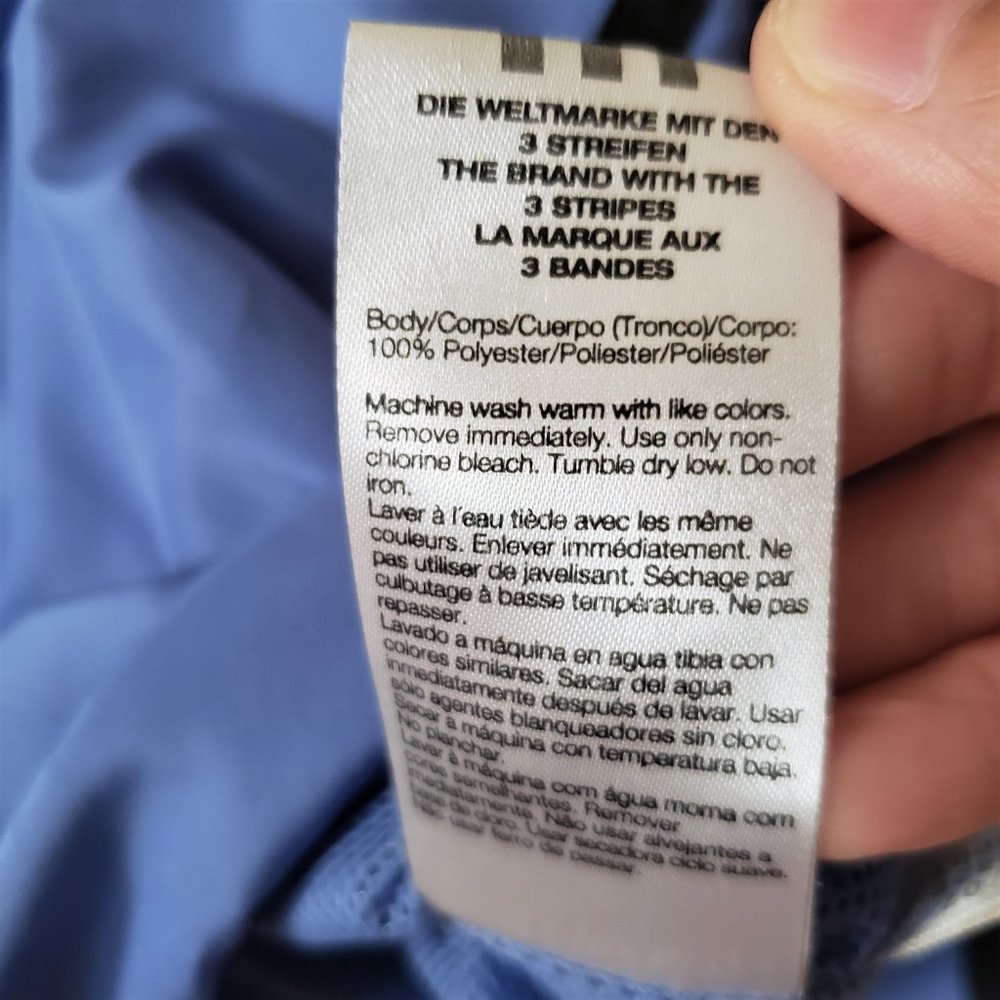 DIE WELTMARKE MIT DEN
3 STREIFEN
THE BRAND WITH THE
3 STRIPES
LA MARQUE AUX
3 BANDES
Body/Corps/Cuerpo (Tronco)/Corpo:
100% Polyester/Poliester/Poliéster
Machine wash warm with like colors.
Remove immediately. Use only non-
chlorine bleach. Tumble dry low. Do not
iron.
Laver à l'eau tiède avec les même
couleurs. Enlever immédiatement. Ne
pas utiliser de javelisant. Séchage par
culbutage à basse température. Ne pas
repasser.
Lavado a máquina en agua tibia con
colores similares. Sacar del agua
inmediatamente después de lavar. Usar
sólo agentes blanqueadores sin cloro.
Secar a máquina con temperatura baja.
No planchar.
Lavar à máquina com água morna com
cores semelhantes. Remover
imediatamente. Não usar alvejantes a
base de cloro. Usar secadora ciclo suave.
usar ferro de passar.